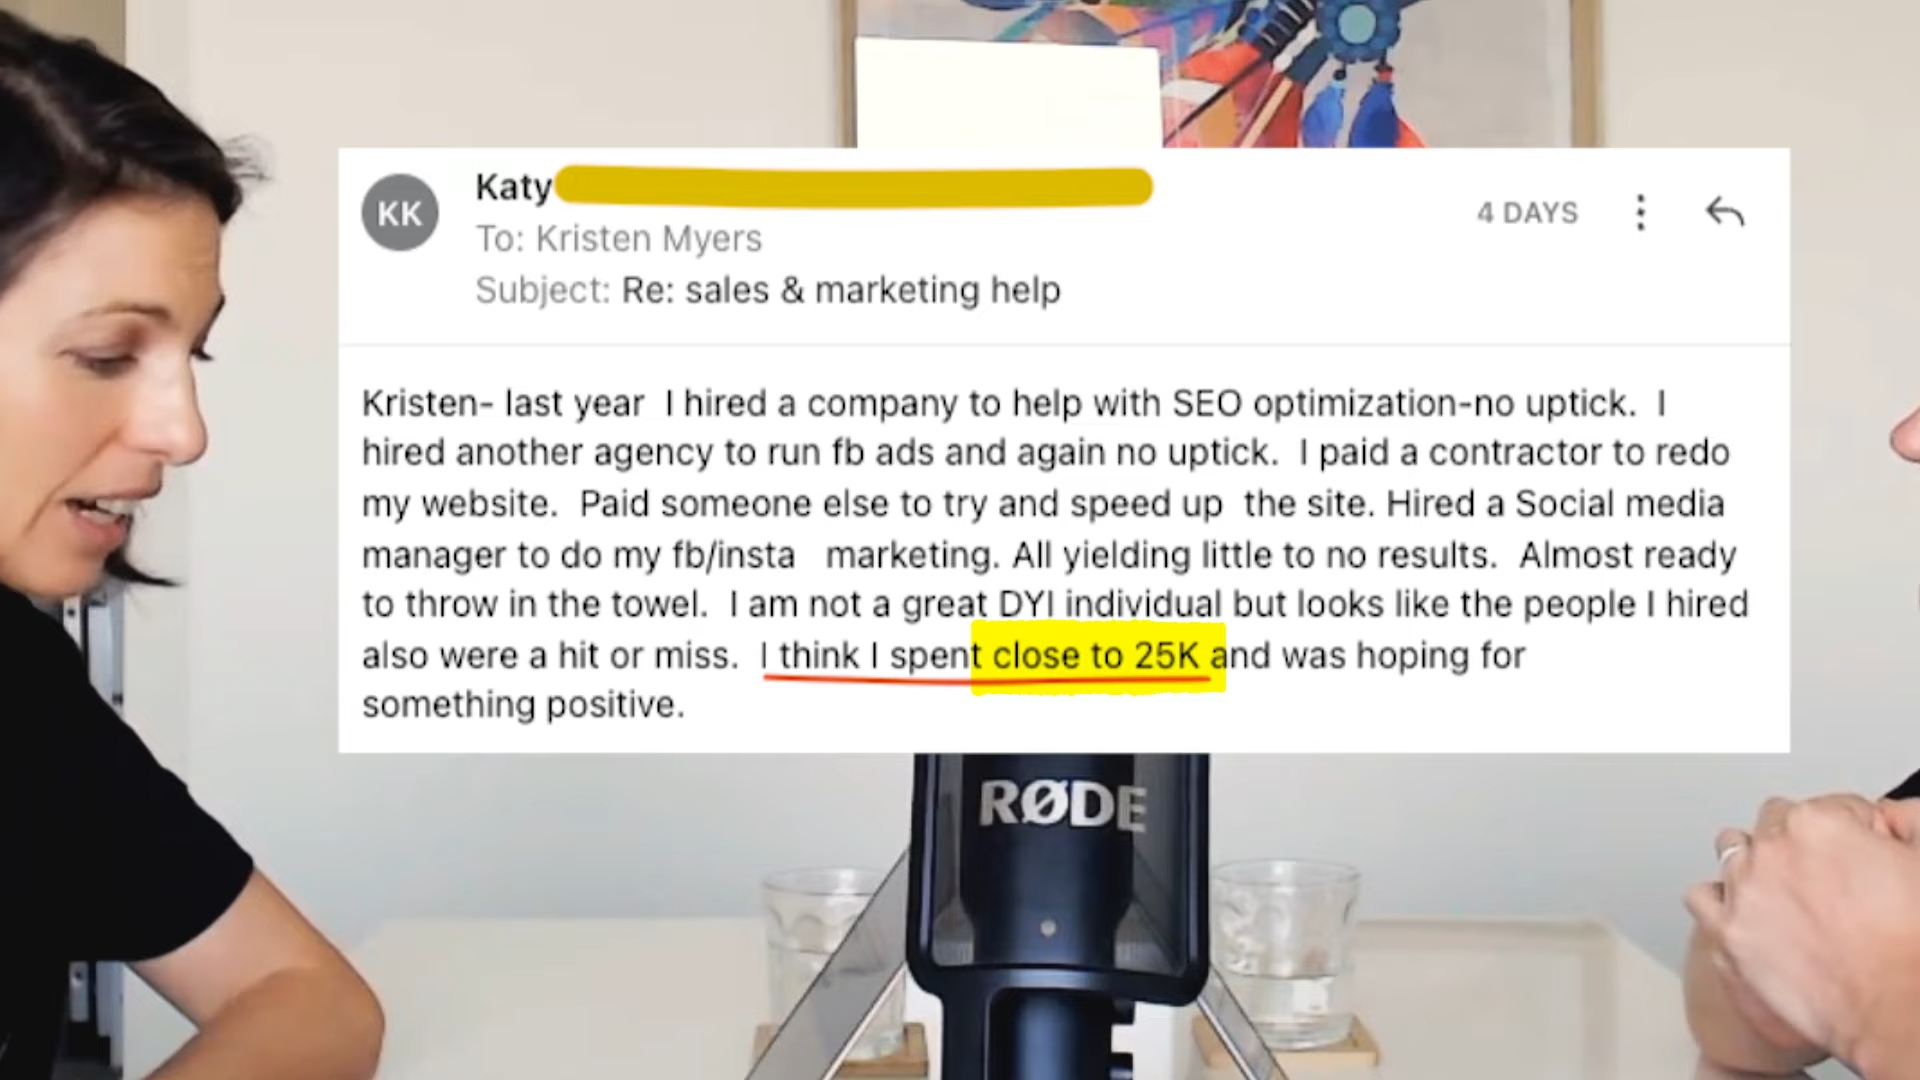 KK
Katy
To: Kristen Myers
Subject: Re: sales & marketing help
4 DAYS
Kristen- last year I hired a company to help with SEO optimization-no uptick. I
hired another agency to run fb ads and again no uptick. I paid a contractor to redo
my website. Paid someone else to try and speed up the site. Hired a Social media
manager to do my fb/insta marketing. All yielding little to no results. Almost ready
to throw in the towel. I am not a great DYI individual but looks like the people I hired
also were a hit or miss. I think I spent close to 25K and was hoping for
something positive.
RØDE